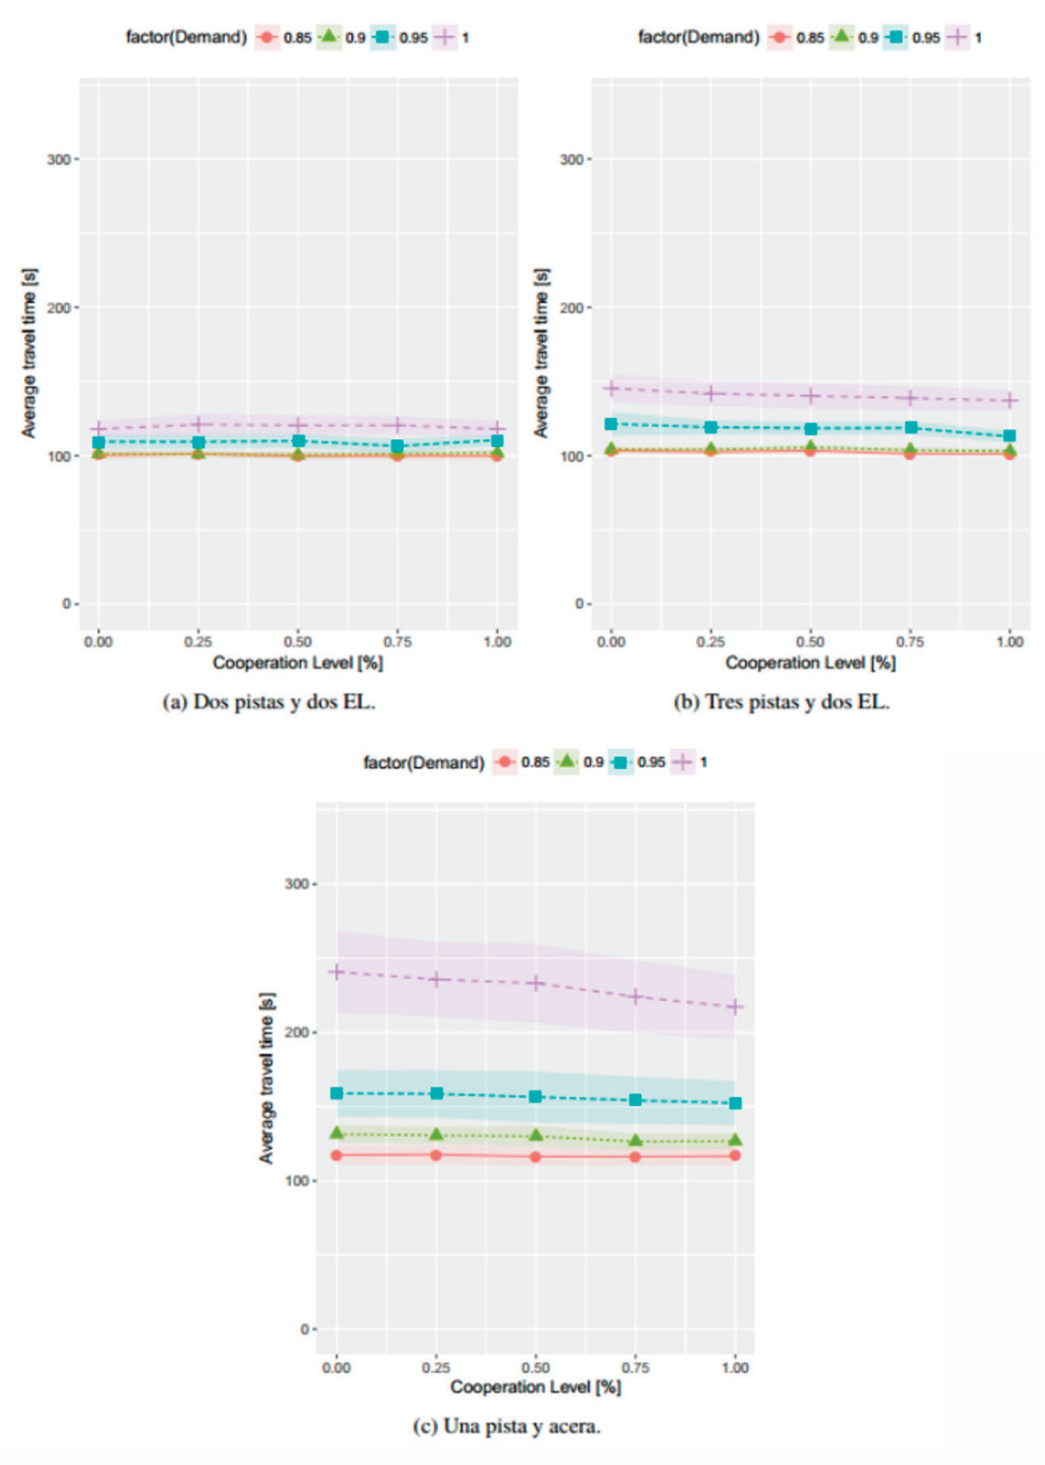 factor(Demand) 0.85 0.9 0.95 1
300
200
100
0
Average travel time [s]
0.00 0.25 0.50 0.75 1.00
Cooperation Level [%]
(a) Dos pistas y dos EL.
factor(Demand) 0.85 0.9 0.95 1
300
200
100
0
Average travel time [s]
0.00 0.25 0.50 0.75 1.00
Cooperation Level [%]
(b) Tres pistas y dos EL.
factor(Demand) 0.85 0.9 0.95 1
300
200
100
0
Average travel time [s]
0.00 0.25 0.50 0.75 1.00
Cooperation Level [%]
(c) Una pista y acera.